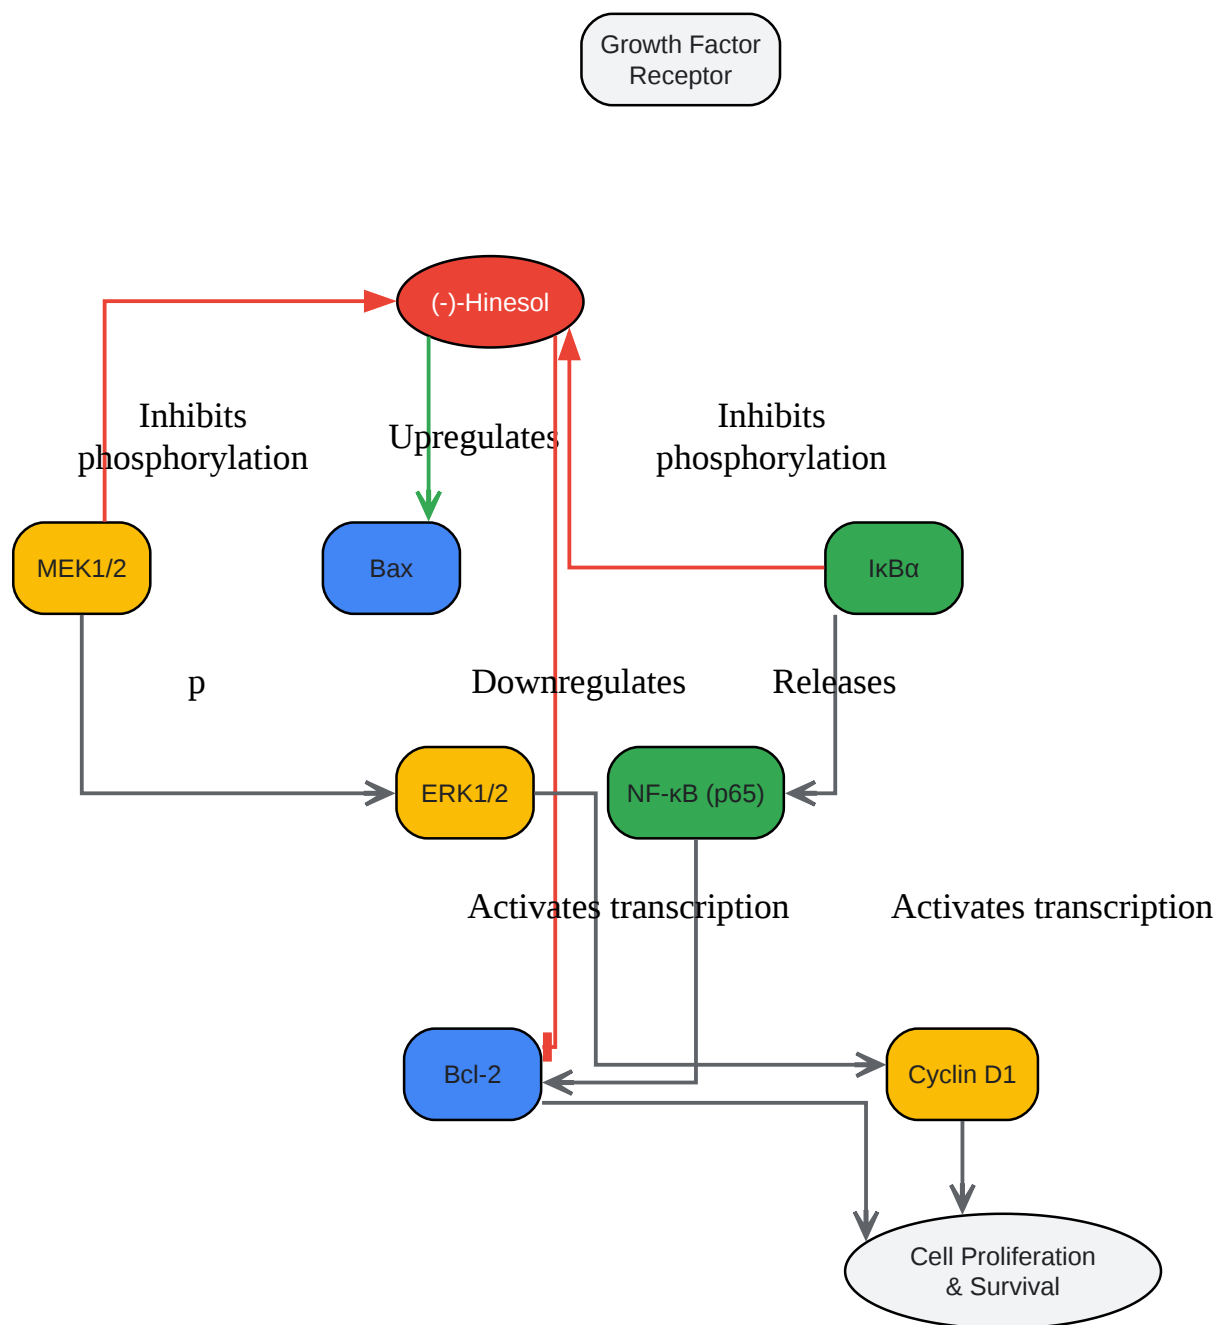 Growth Factor
Receptor
(-)-Hinesol
Inhibits
phosphorylation
Upregulates
Inhibits
phosphorylation
MEK1/2
Bax
IκBα
p
Downregulates
Releases
ERK1/2
NF-κB (p65)
Activates transcription
Activates transcription
Bcl-2
Cyclin D1
Cell Proliferation
& Survival